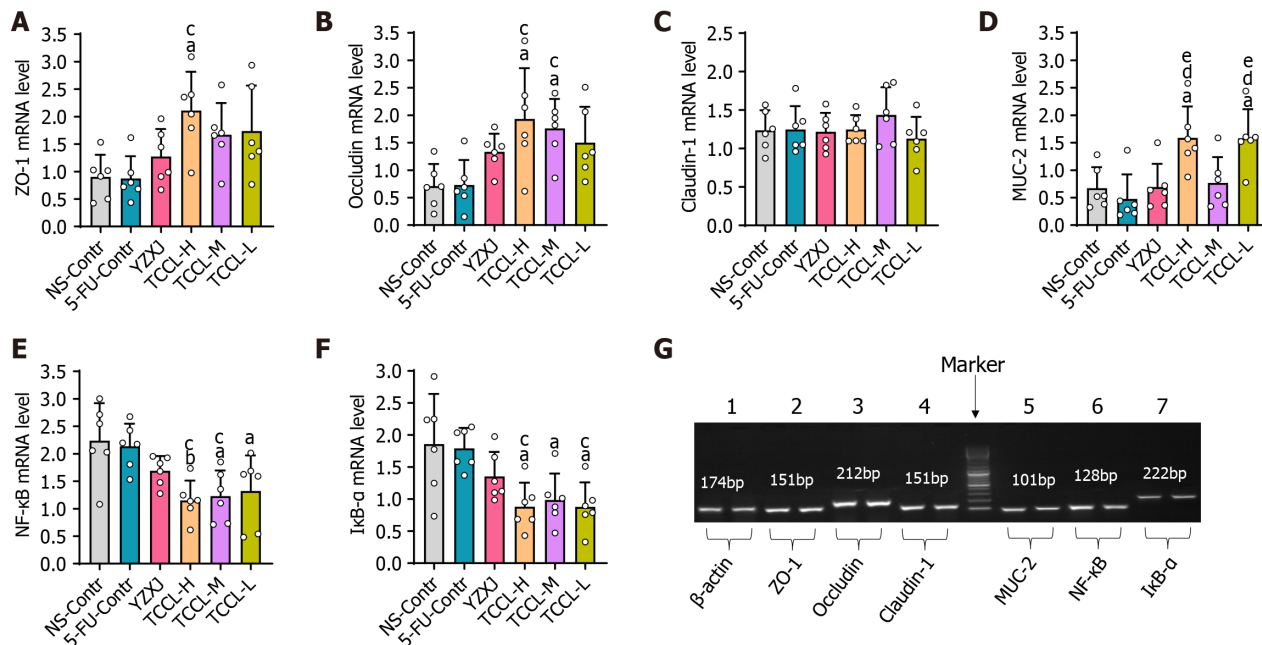 A
ZO-1 mRNA level
3.5
3.0
2.5
2.0
1.5
1.0
0.5
0.0
c
a
NS-Contr
5-FU-Contr
YZXJ
TCCL-H
TCCL-M
TCCL-L
B
Occludin mRNA level
3.5
3.0
2.5
2.0
1.5
1.0
0.5
0.0
c
a
c
a
NS-Contr
5-FU-Contr
YZXJ
TCCL-H
TCCL-M
TCCL-L
C
Claudin-1 mRNA level
2.5
2.0
1.5
1.0
0.5
0.0
NS-Contr
5-FU-Contr
YZXJ
TCCL-H
TCCL-M
TCCL-L
D
MUC-2 mRNA level
3.5
3.0
2.5
2.0
1.5
1.0
0.5
0.0
e
d
a
e
d
a
NS-Contr
5-FU-Contr
YZXJ
TCCL-H
TCCL-M
TCCL-L
E
NF-κB mRNA level
3.5
3.0
2.5
2.0
1.5
1.0
0.5
0.0
c
b
c
a
a
NS-Contr
5-FU-Contr
YZXJ
TCCL-H
TCCL-M
TCCL-L
F
IκB-α mRNA level
3.0
2.5
2.0
1.5
1.0
0.5
0.0
c
a
a
c
a
NS-Contr
5-FU-Contr
YZXJ
TCCL-H
TCCL-M
TCCL-L
G
Marker
1 2 3 4 5 6 7
174bp 151bp 212bp 151bp 101bp 128bp 222bp
β-actin
ZO-1
Occludin
Claudin-1
MUC-2
NF-κB
IκB-α